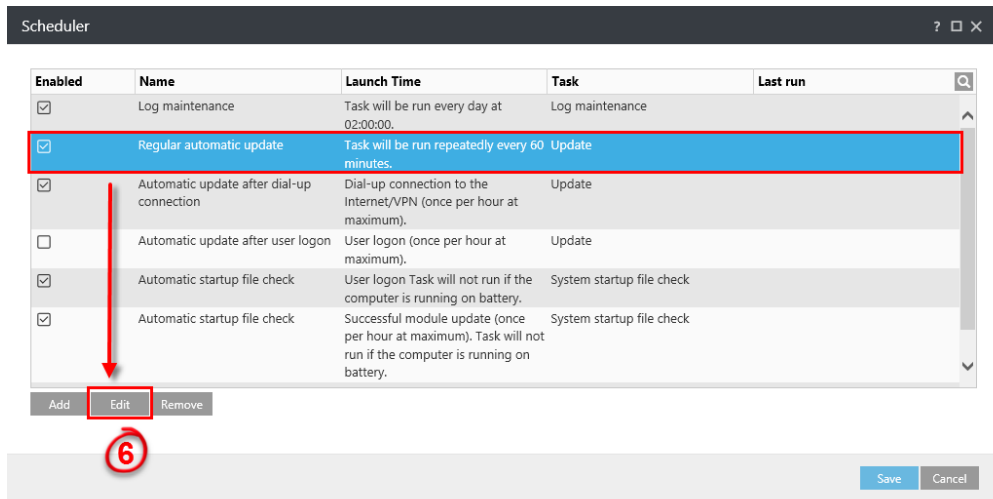 Scheduler
?
Enabled Name Launch Time Task Last run
Log maintenance Task will be run every day at Log maintenance
02:00:00.
Regular automatic update Task will be run repeatedly every 60 Update
minutes.
Automatic update after dial-up Dial-up connection to the Update
connection Internet/VPN (once per hour at
maximum).
Automatic update after user logon User logon (once per hour at Update
maximum).
Automatic startup file check User logon Task will not run if the System startup file check
computer is running on battery.
Automatic startup file check Successful module update (once System startup file check
per hour at maximum). Task will not
run if the computer is running on
battery.
Add Edit Remove
6
Save Cancel